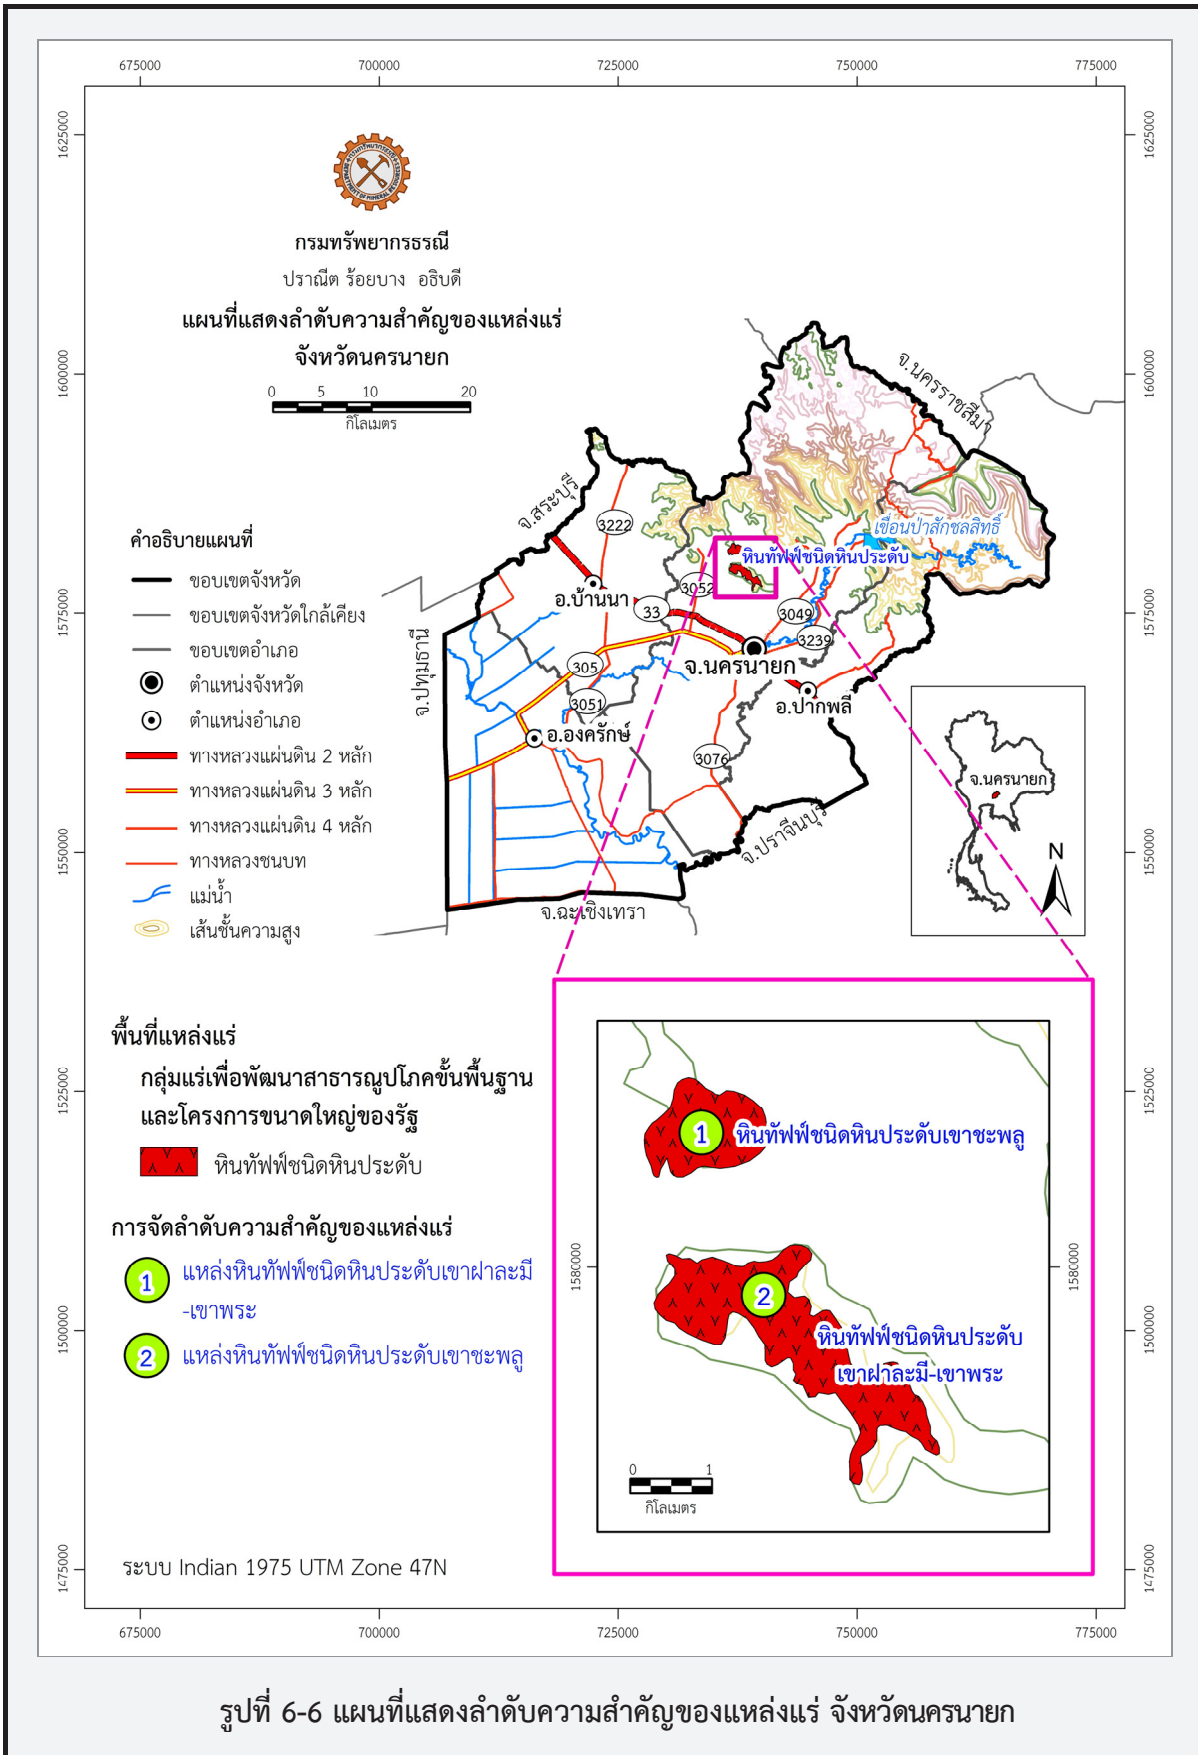 675000 700000 725000 750000 775000
1625000 1625000
กรมทรัพยากรธรณี
DEPARTMENT OF MINERAL RESOURCES
กรมทรัพยากรธรณี
ปราณีต ร้อยบาง อธิบดี
แผนที่แสดงลำดับความสำคัญของแหล่งแร่
จังหวัดนครนายก
0 5 10 20
กิโลเมตร
1600000 1600000
จ.นครราชสีมา
จ.สระบุรี
3222
เขื่อนป่าสักชลสิทธิ์
หินทัฟฟ์ชนิดหินประดับ
3052
อ.บ้านนา
33
3049
3239
1575000 1575000
จ.นครนายก
จ.ปทุมธานี
305
3051
อ.ปากพลี
อ.องครักษ์
3076
จ.ปราจีนบุรี
จ.ฉะเชิงเทรา
1550000 1550000
จ.นครนายก
N
คำอธิบายแผนที่
ขอบเขตจังหวัด
ขอบเขตจังหวัดใกล้เคียง
ขอบเขตอำเภอ
ตำแหน่งจังหวัด
ตำแหน่งอำเภอ
ทางหลวงแผ่นดิน 2 หลัก
ทางหลวงแผ่นดิน 3 หลัก
ทางหลวงแผ่นดิน 4 หลัก
ทางหลวงชนบท
แม่น้ำ
เส้นชั้นความสูง
พื้นที่แหล่งแร่
กลุ่มแร่เพื่อพัฒนาสาธารณูปโภคขั้นพื้นฐาน
และโครงการขนาดใหญ่ของรัฐ
หินทัฟฟ์ชนิดหินประดับ
1525000 1525000
การจัดลำดับความสำคัญของแหล่งแร่
1 แหล่งหินทัฟฟ์ชนิดหินประดับเขาฝาละมี
-เขาพระ
2 แหล่งหินทัฟฟ์ชนิดหินประดับเขาชะพลู
1500000 1500000
1 หินทัฟฟ์ชนิดหินประดับเขาชะพลู
1580000 1580000
2
หินทัฟฟ์ชนิดหินประดับ
เขาฝาละมี-เขาพระ
0 1
กิโลเมตร
ระบบ Indian 1975 UTM Zone 47N
1475000 1475000
675000 700000 725000 750000 775000
รูปที่ 6-6 แผนที่แสดงลำดับความสำคัญของแหล่งแร่ จังหวัดนครนายก